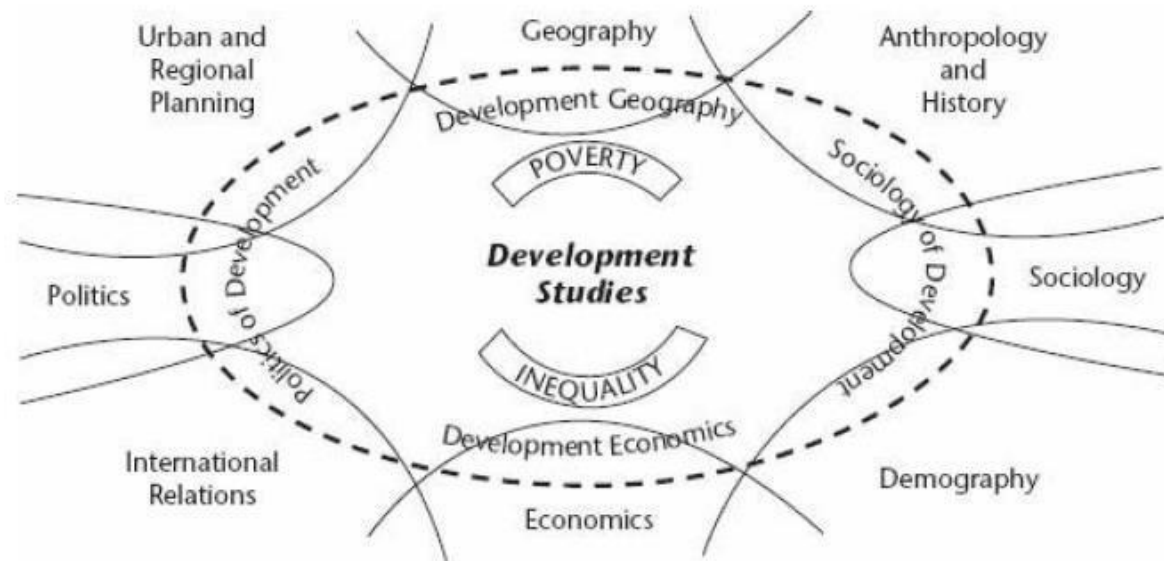 Urban and
Regional
Planning
Geography
Anthropology
and
History
Development Geography
POVERTY
Sociology of Development
Politics of Development
Development
Studies
Politics
Sociology
INEQUALITY
Development Economics
International
Relations
Economics
Demography